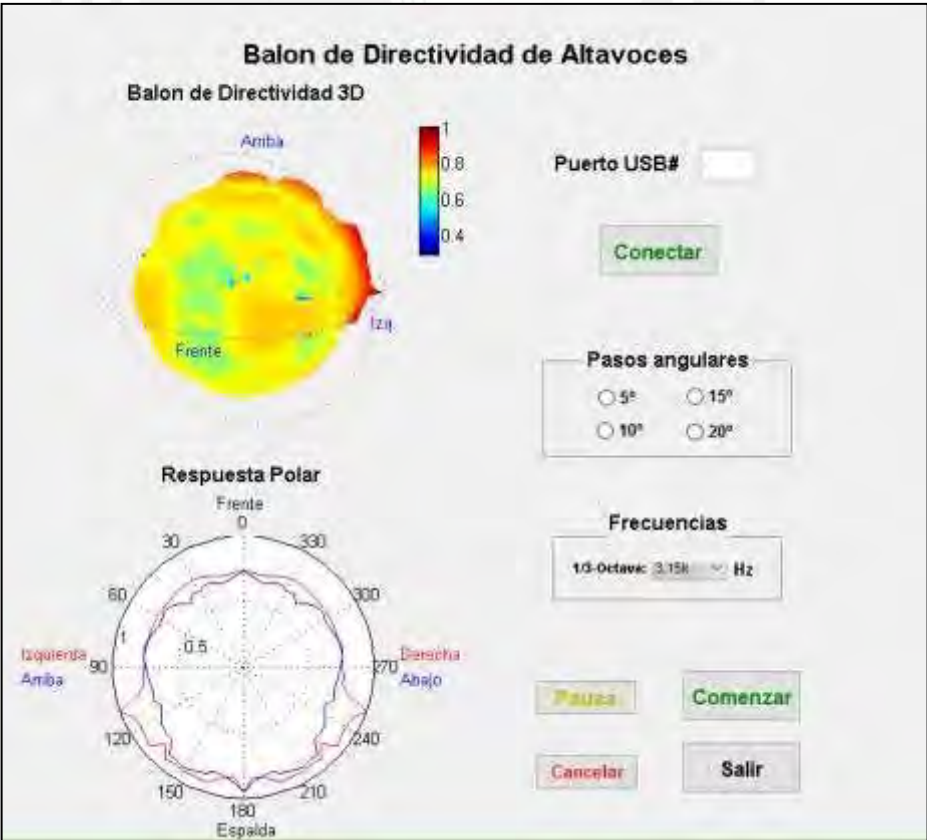 Balon de Directividad de Altavoces
Balon de Directividad 3D
Arriba
1
0.8
0.6
0.4
Izq
Frente
Puerto USB#
Conectar
Pasos angulares
5º
15º
10º
20º
Respuesta Polar
Frente
0
30
330
60
300
1
0.5
Izquierda
90
270
Derecha
Arriba
Abajo
120
240
150
210
180
Espalda
Frecuencias
1/3-Octava: 3.15k Hz
Pausa
Comenzar
Cancelar
Salir